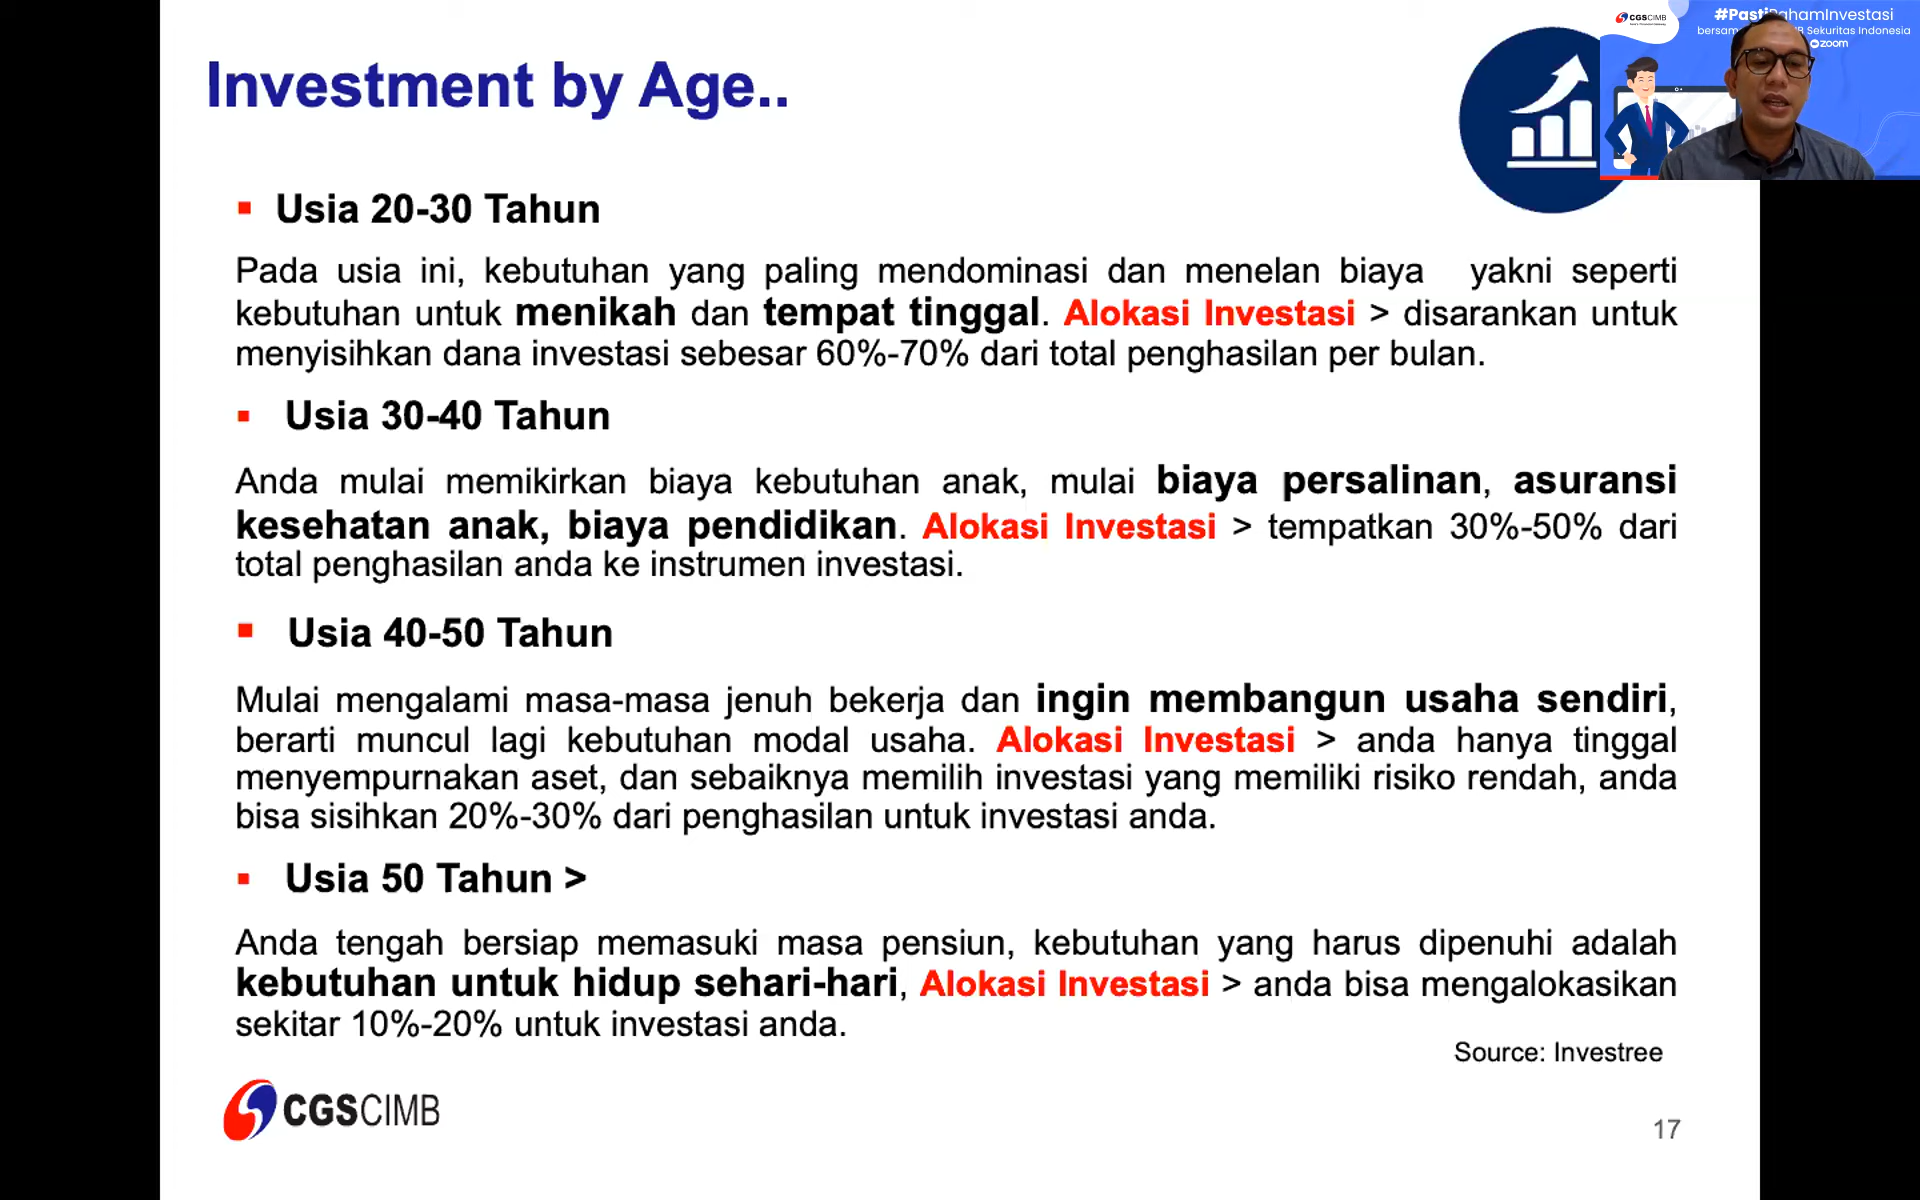 Investment by Age..
CGSCIMB
#Pasti ahamInvestasi
Sekuritas Indonesia
zoom
▪ Usia 20-30 Tahun
Pada usia ini, kebutuhan yang paling mendominasi dan menelan biaya yakni seperti
kebutuhan untuk menikah dan tempat tinggal. Alokasi Investasi > disarankan untuk
menyisihkan dana investasi sebesar 60%-70% dari total penghasilan per bulan.
▪ Usia 30-40 Tahun
Anda mulai memikirkan biaya kebutuhan anak, mulai biaya persalinan, asuransi
kesehatan anak, biaya pendidikan. Alokasi Investasi > tempatkan 30%-50% dari
total penghasilan anda ke instrumen investasi.
▪ Usia 40-50 Tahun
Mulai mengalami masa-masa jenuh bekerja dan ingin membangun usaha sendiri,
berarti muncul lagi kebutuhan modal usaha. Alokasi Investasi > anda hanya tinggal
menyempurnakan aset, dan sebaiknya memilih investasi yang memiliki risiko rendah, anda
bisa sisihkan 20%-30% dari penghasilan untuk investasi anda.
▪ Usia 50 Tahun >
Anda tengah bersiap memasuki masa pensiun, kebutuhan yang harus dipenuhi adalah
kebutuhan untuk hidup sehari-hari, Alokasi Investasi > anda bisa mengalokasikan
sekitar 10%-20% untuk investasi anda.
Source: Investree
CGSCIMB
17